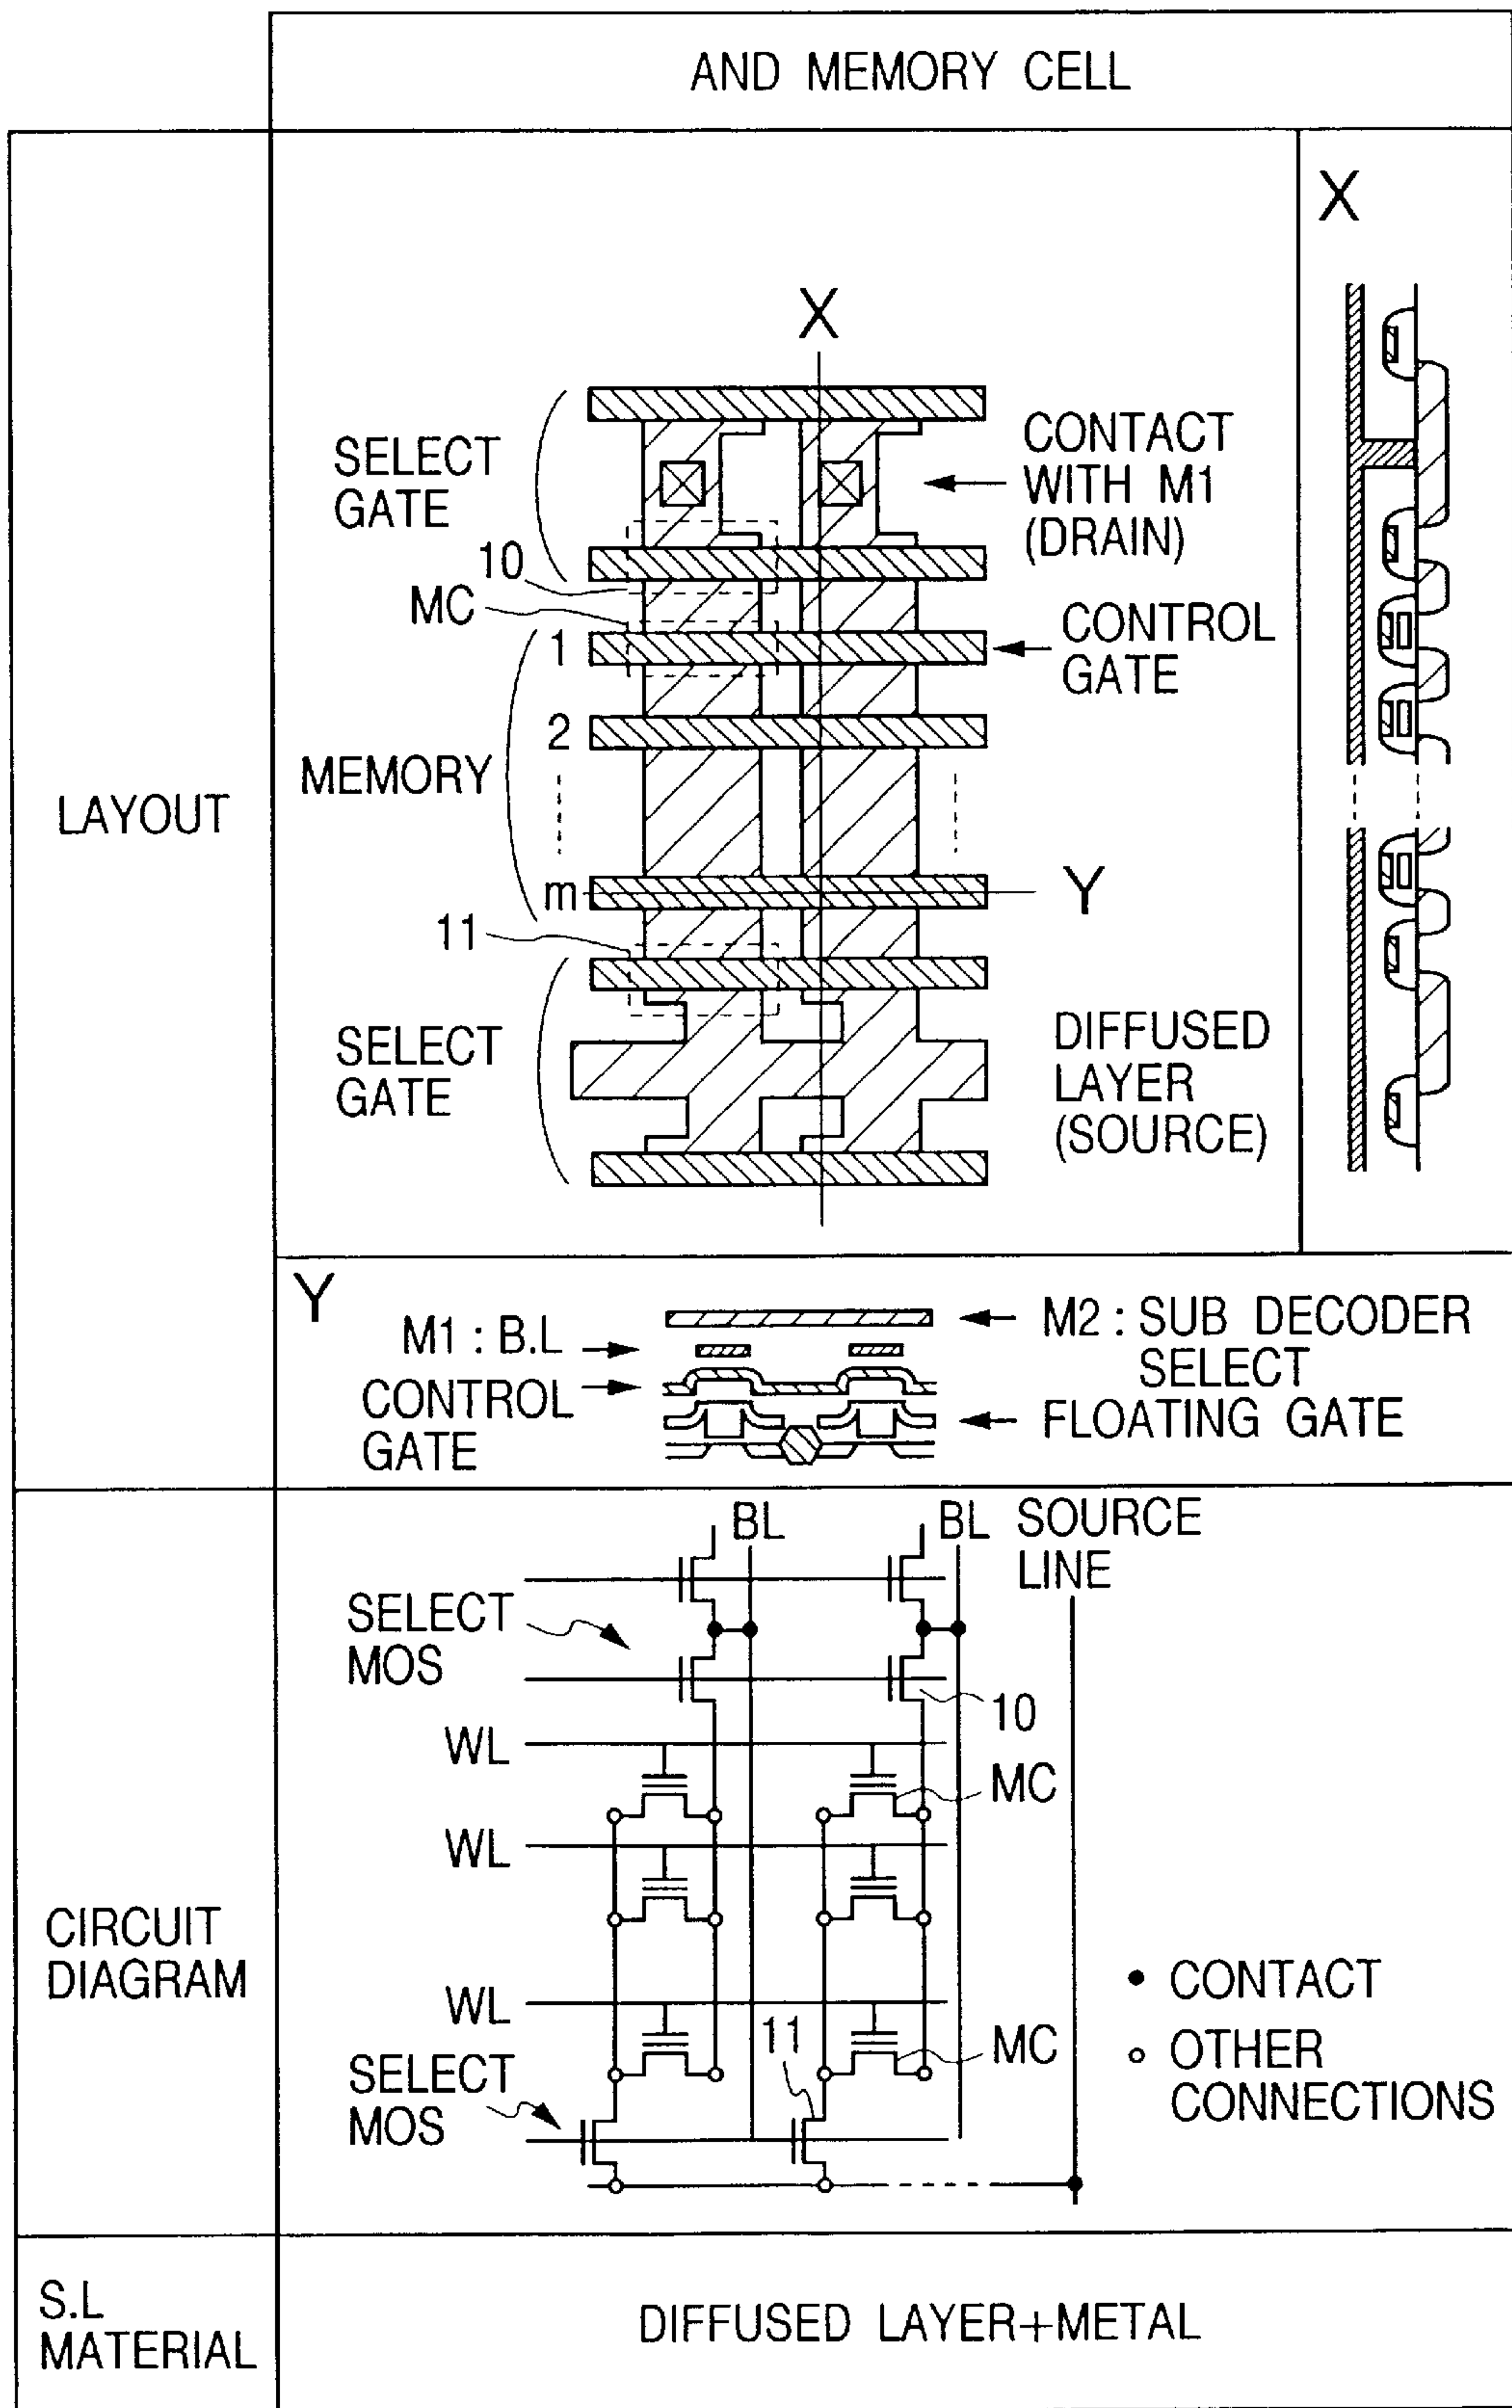 AND MEMORY CELL
LAYOUT
X
X
SELECT
GATE
CONTACT
WITH M1
(DRAIN)
10
MC
1
CONTROL
GATE
2
MEMORY
m
Y
11
SELECT
GATE
DIFFUSED
LAYER
(SOURCE)
Y
M1 : B.L
M2 : SUB DECODER
SELECT
CONTROL
GATE
FLOATING GATE
CIRCUIT
DIAGRAM
BL
BL
SOURCE
LINE
SELECT
MOS
10
WL
MC
WL
WL
11
MC
SELECT
MOS
CONTACT
OTHER
CONNECTIONS
S.L
MATERIAL
DIFFUSED LAYER+METAL